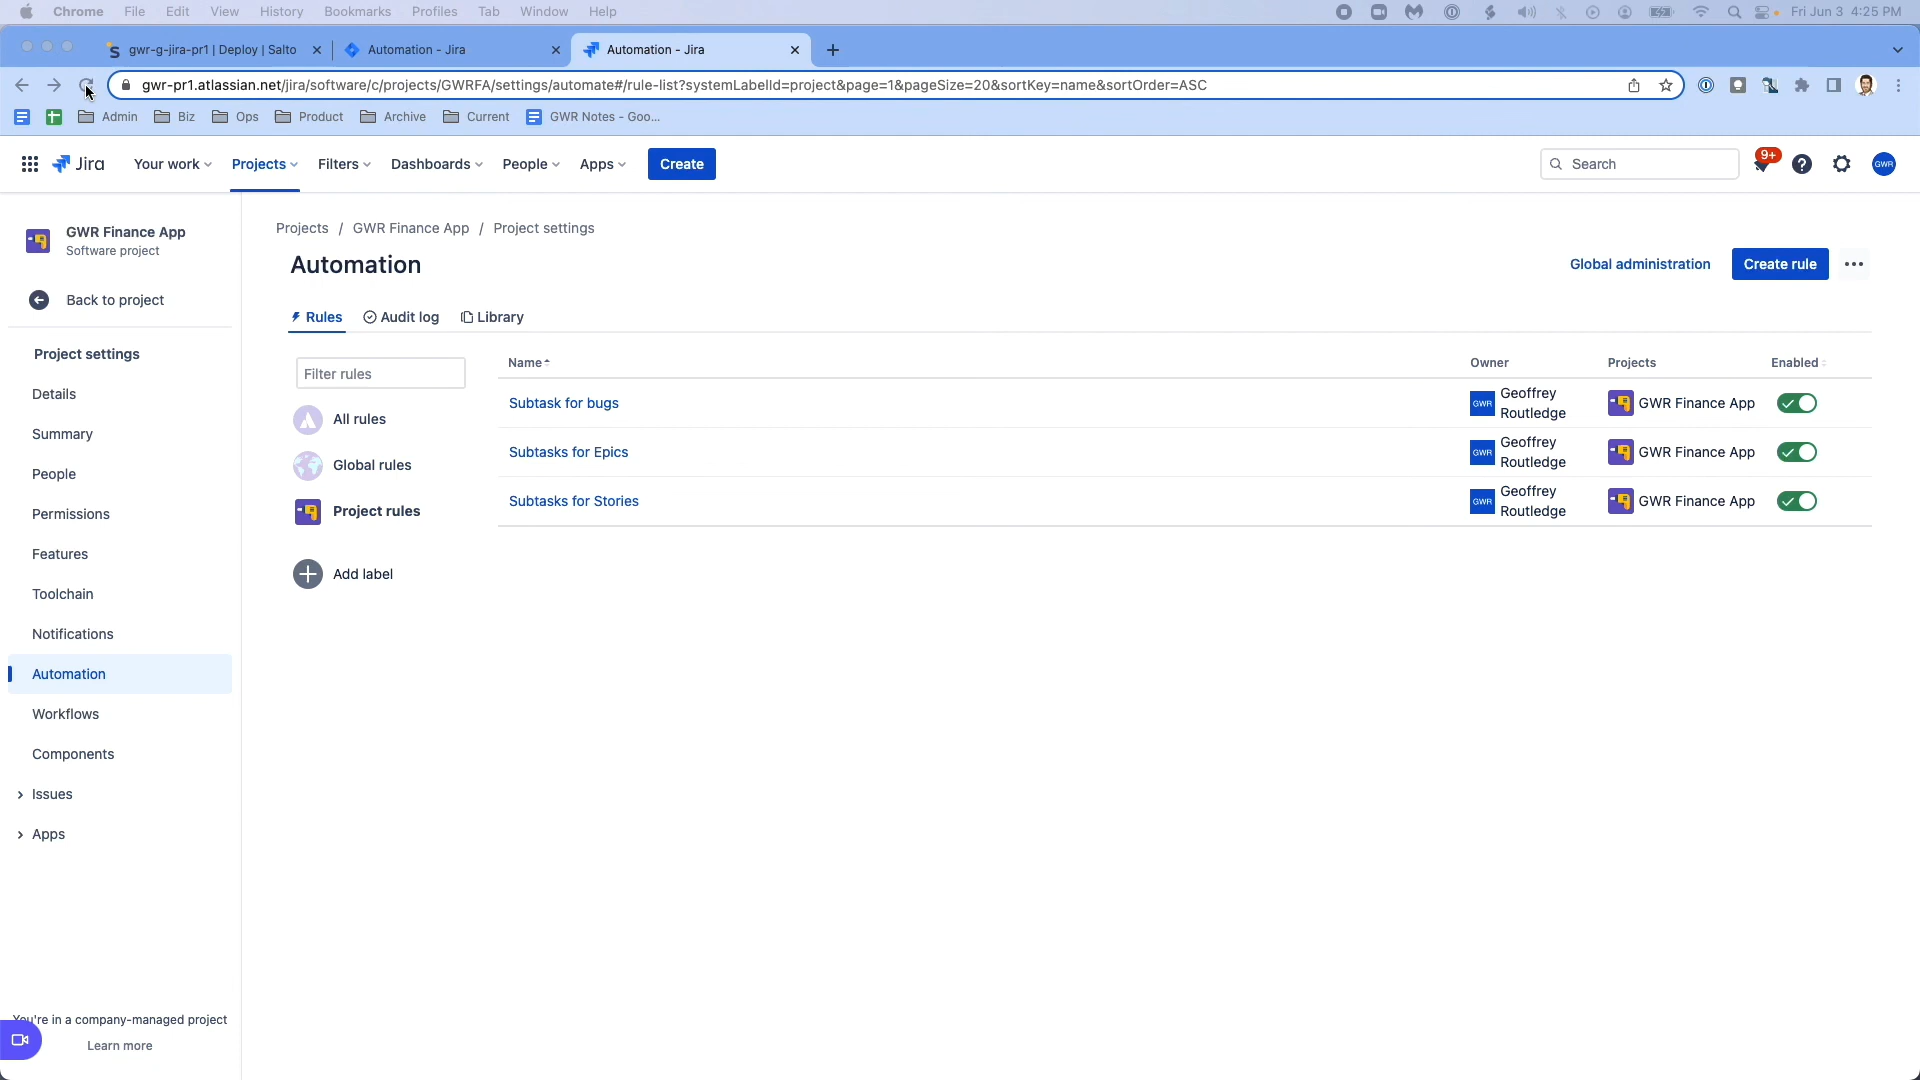 Chrome File Edit View History Bookmarks Profiles Tab Window Help Fri Jun 3 4:25 PM
gwr-g-jira-pr1 | Deploy | Salto Automation - Jira Automation - Jira
gwr-pr1.atlassian.net/jira/software/c/projects/GWRFA/settings/automate#/rule-list?systemLabelId=project&page=1&pageSize=20&sortKey=name&sortOrder=ASC
Admin Biz Ops Product Archive Current GWR Notes - Goo...
Jira Your work Projects Filters Dashboards People Apps Create Search 9+ GWR
GWR Finance App
Software project
Back to project
Project settings
Details
Summary
People
Permissions
Features
Toolchain
Notifications
Automation
Workflows
Components
Issues
Apps
You're in a company-managed project
Learn more
Projects / GWR Finance App / Project settings
Automation
Global administration Create rule
Rules Audit log Library
Filter rules
All rules
Global rules
Project rules
Add label
Name Owner Projects Enabled
Subtask for bugs GWR Geoffrey Routledge GWR Finance App
Subtasks for Epics GWR Geoffrey Routledge GWR Finance App
Subtasks for Stories GWR Geoffrey Routledge GWR Finance App